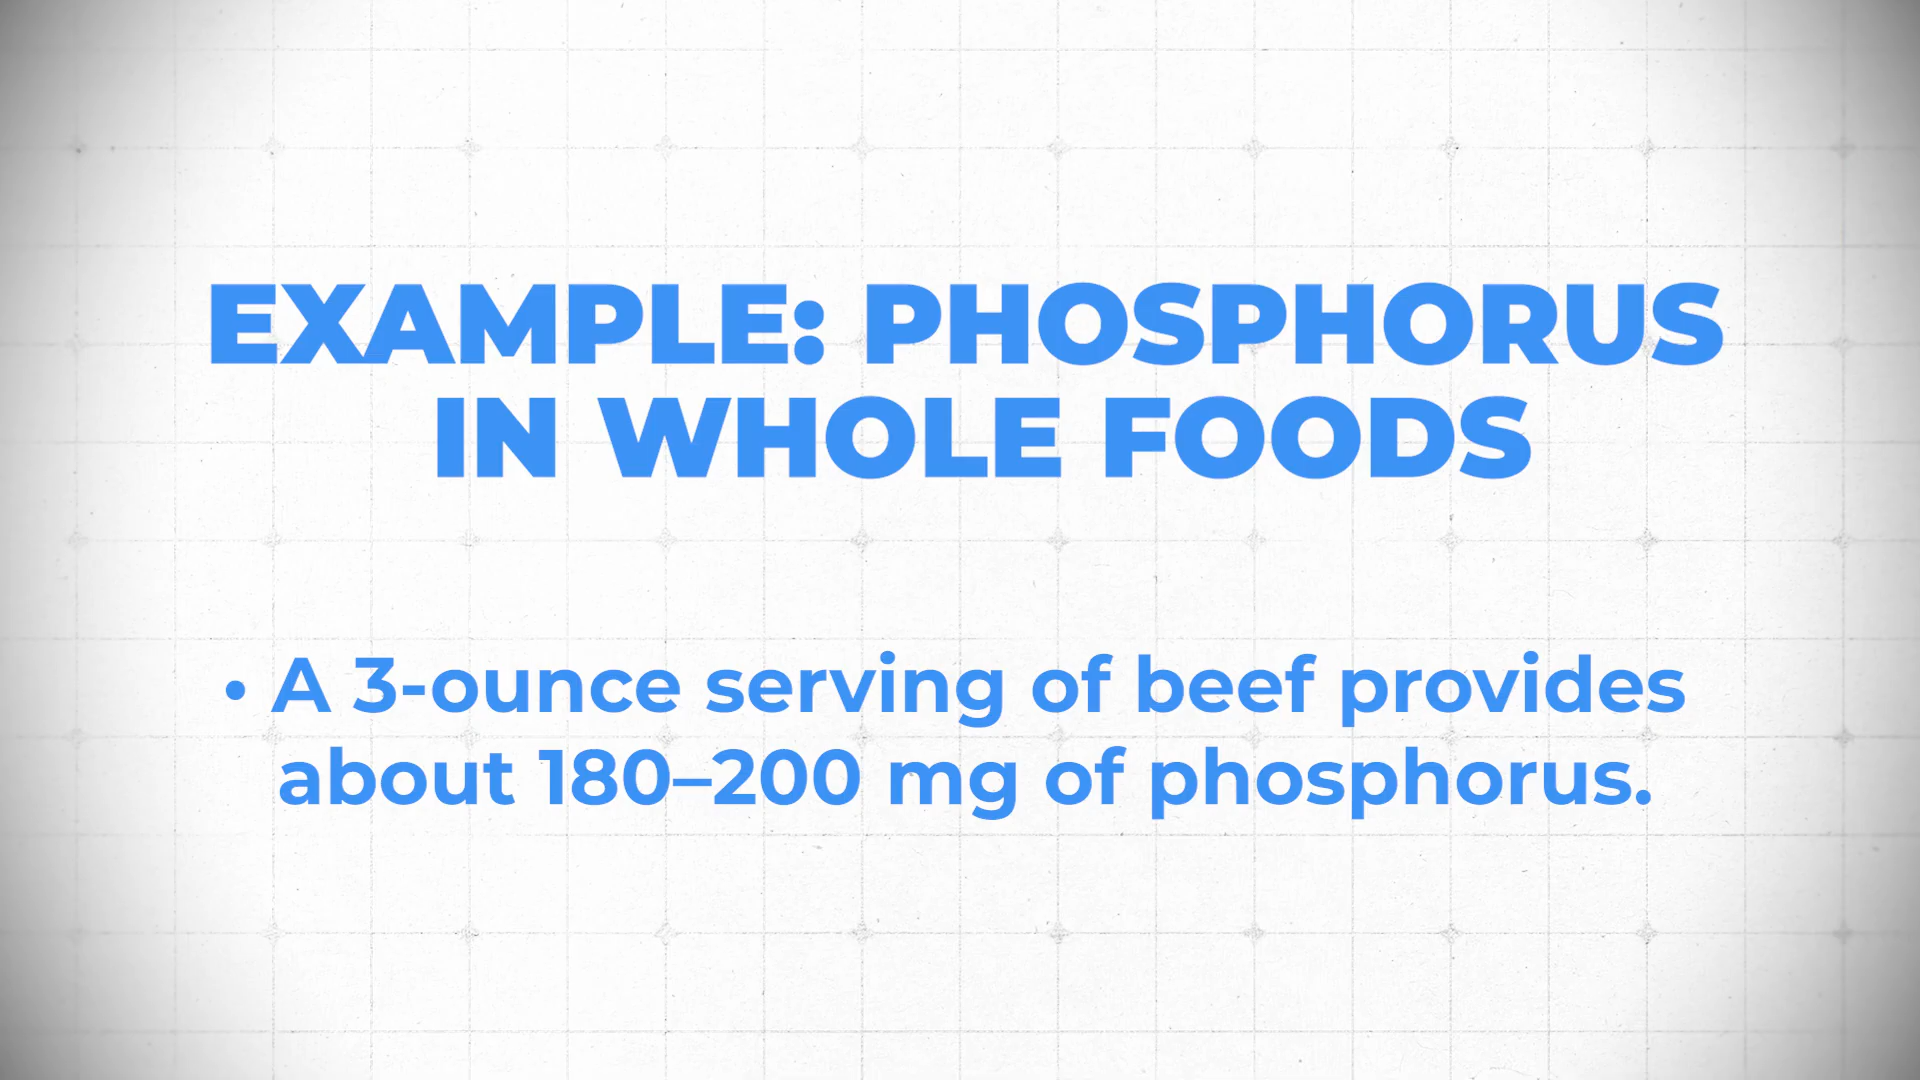 EXAMPLE: PHOSPHORUS
IN WHOLE FOODS
• A 3-ounce serving of beef provides
about 180–200 mg of phosphorus.